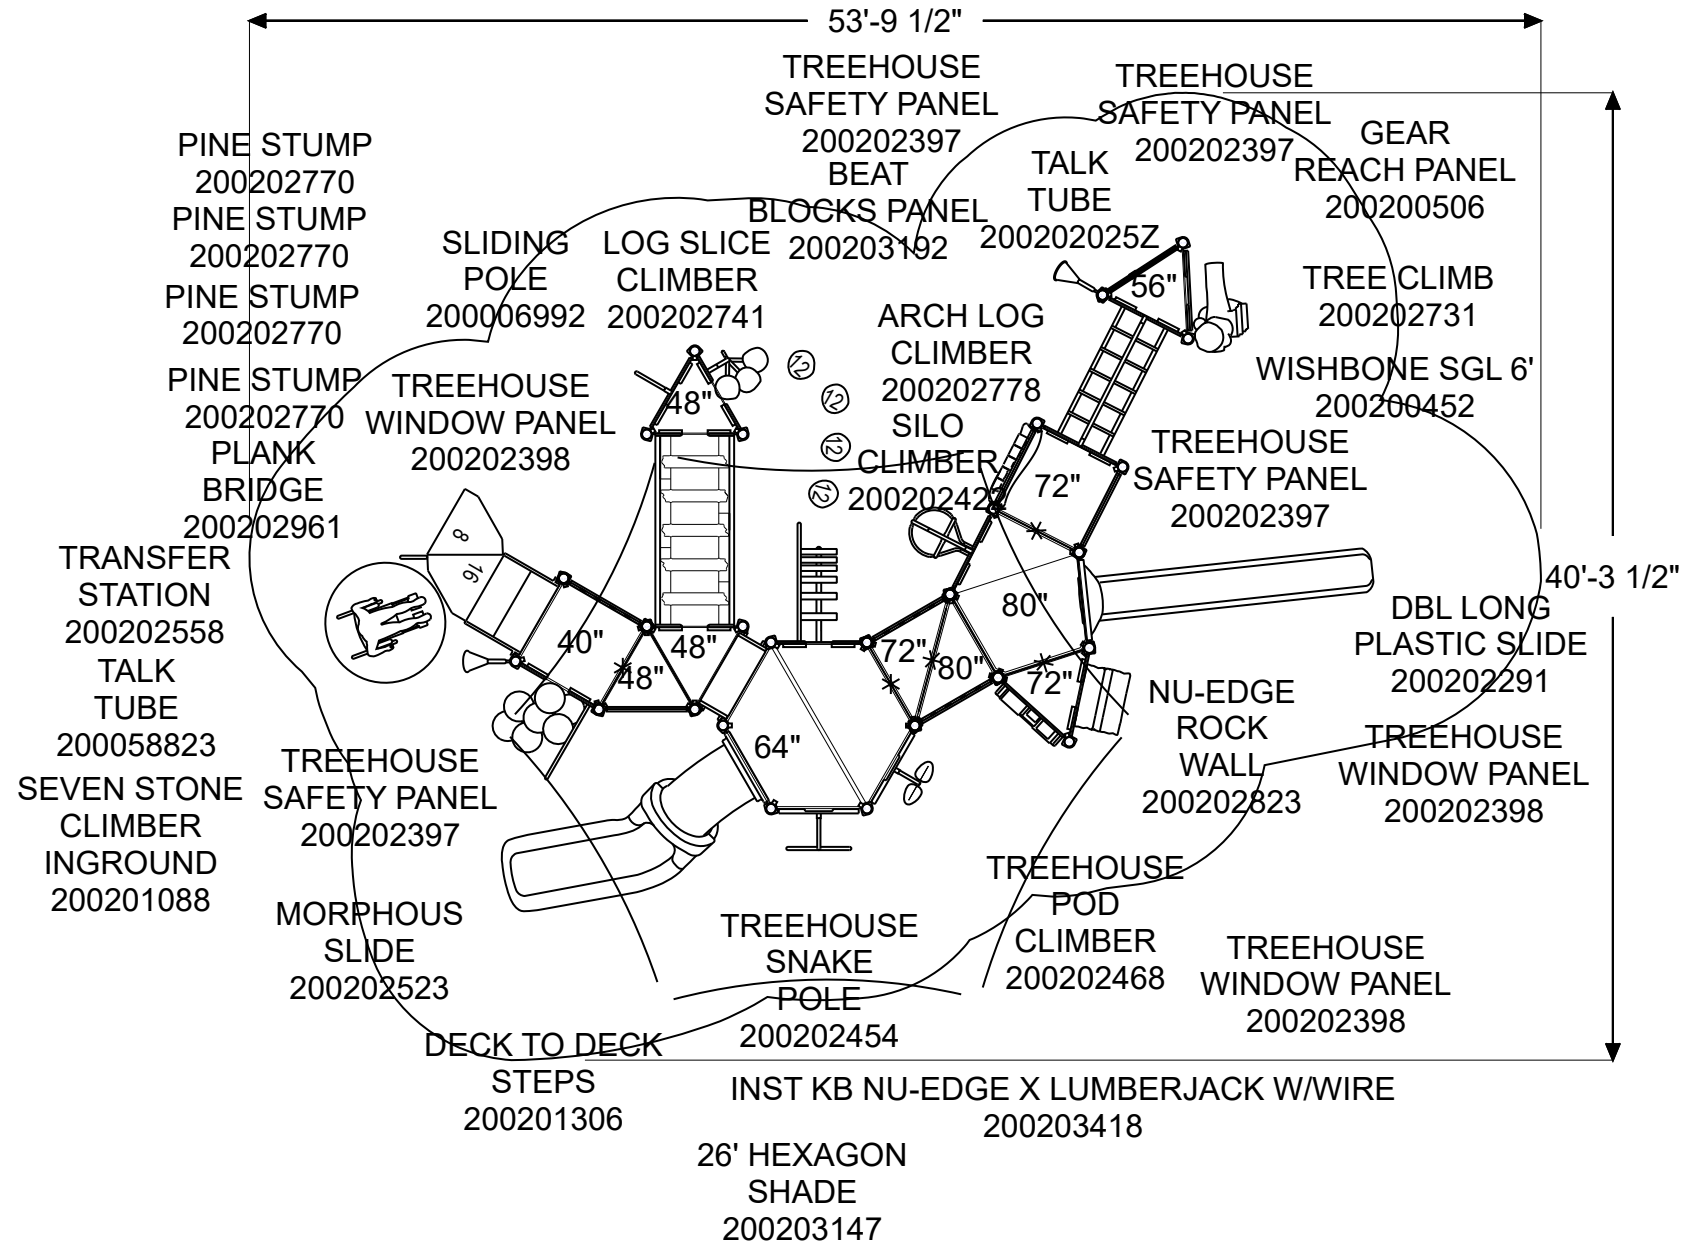 53'-9 1/2"
TREEHOUSE
SAFETY PANEL
200202397
TREEHOUSE
SAFETY PANEL
200202397
GEAR
REACH PANEL
200200506
PINE STUMP
200202770
PINE STUMP
200202770
PINE STUMP
200202770
PINE STUMP
200202770
BEAT
BLOCKS PANEL
200203192
TALK
TUBE
200202025Z
SLIDING
POLE
200006992
LOG SLICE
CLIMBER
200202741
TREE CLIMB
200202731
ARCH LOG
CLIMBER
200202778
WISHBONE SGL 6'
200200452
TREEHOUSE
WINDOW PANEL
200202398
SILO
CLIMBER
20020242
TREEHOUSE
SAFETY PANEL
200202397
PLANK
BRIDGE
200202961
56"
48"
12
12
12
12
72"
8
16
40"
48"
48"
72"
80"
80"
72"
64"
40'-3 1/2"
TRANSFER
STATION
200202558
DBL LONG
PLASTIC SLIDE
200202291
TALK
TUBE
200058823
NU-EDGE
ROCK
WALL
200202823
TREEHOUSE
WINDOW PANEL
200202398
TREEHOUSE
SAFETY PANEL
200202397
SEVEN STONE
CLIMBER
INGROUND
200201088
TREEHOUSE
POD
CLIMBER
200202468
MORPHOUS
SLIDE
200202523
TREEHOUSE
SNAKE
POLE
200202454
TREEHOUSE
WINDOW PANEL
200202398
DECK TO DECK
STEPS
200201306
INST KB NU-EDGE X LUMBERJACK W/WIRE
200203418
26' HEXAGON
SHADE
200203147